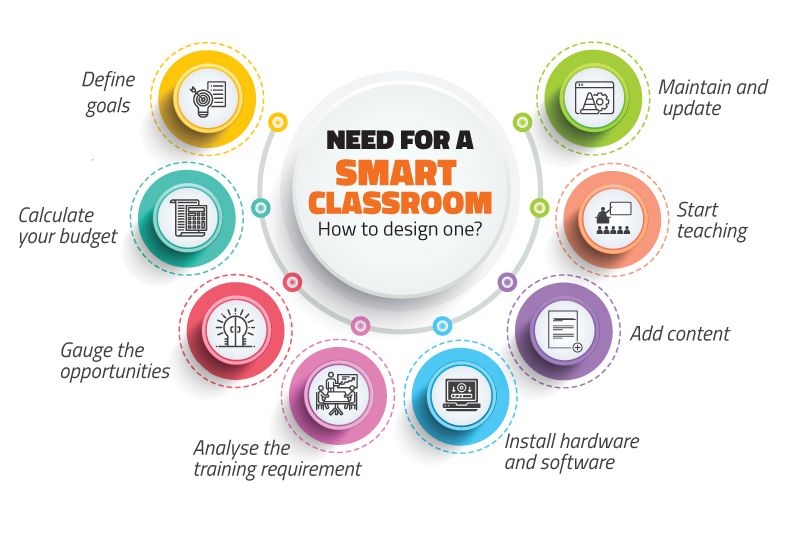 NEED FOR A
SMART
CLASSROOM
How to design one?
Define
goals
Calculate
your budget
Gauge the
opportunities
Analyse the
training requirement
Install hardware
and software
Add content
Start
teaching
Maintain and
update